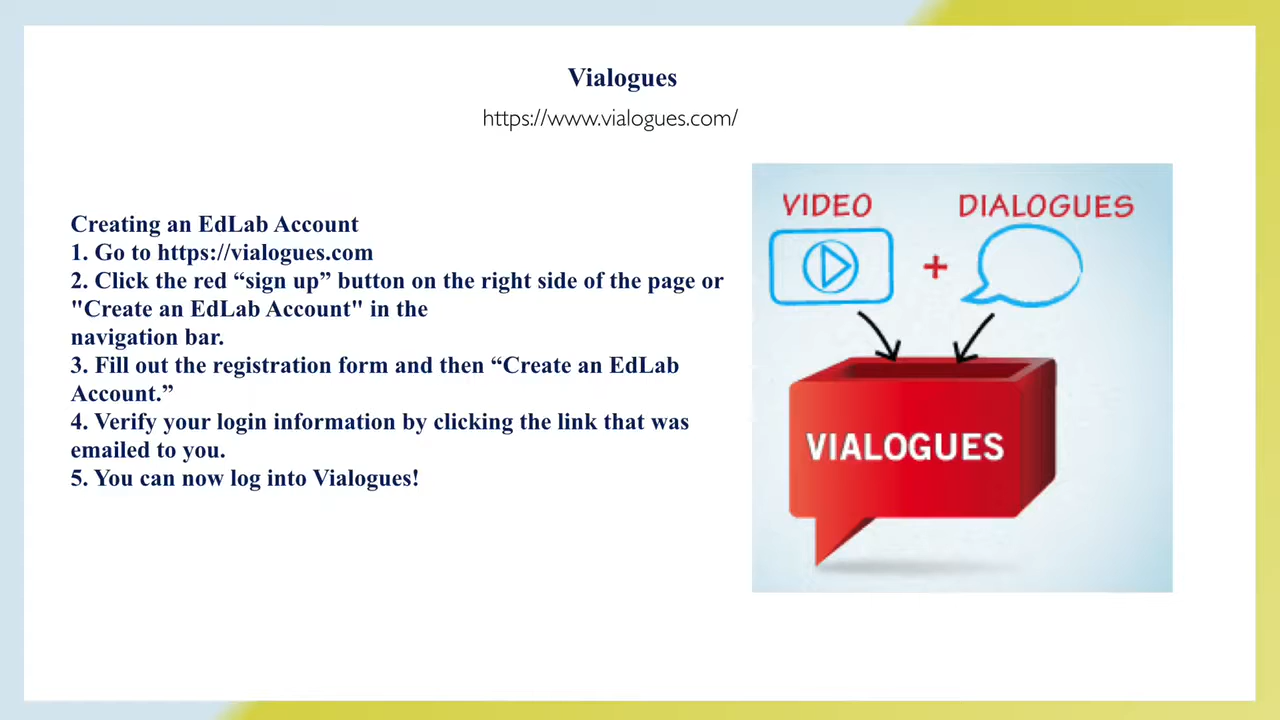 Vialogues
https://www.vialogues.com/
Creating an EdLab Account
1. Go to https://vialogues.com
2. Click the red “sign up” button on the right side of the page or
"Create an EdLab Account" in the
navigation bar.
3. Fill out the registration form and then “Create an EdLab
Account.”
4. Verify your login information by clicking the link that was
emailed to you.
5. You can now log into Vialogues!
VIDEO
DIALOGUES
+
VIALOGUES